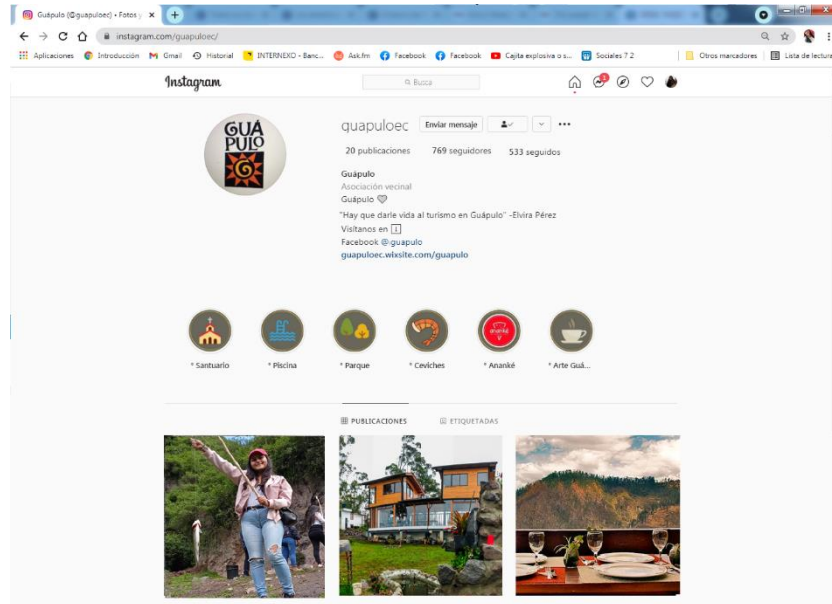 Guápulo (@guapuloec) • Fotos y
instagram.com/guapuloec/
Aplicaciones Introducción Gmail Historial INTERNEXO - Banc... Ask.fm Facebook Facebook Cajita explosiva o s... Sociales 7 2 Otros marcadores Lista de lectura
Instagram Busca 1
GUÁ
PULO
guapuloec Enviar mensaje
20 publicaciones 769 seguidores 533 seguidos
Guápulo
Asociación vecinal
Guápulo
"Hay que darle vida al turismo en Guápulo" -Elvira Pérez
Visítanos en
Facebook @guapulo
guapuloec.wixsite.com/guapulo
ananké
* Santuario * Piscina * Parque * Ceviches * Ananké * Arte Guá...
PUBLICACIONES ETIQUETADAS